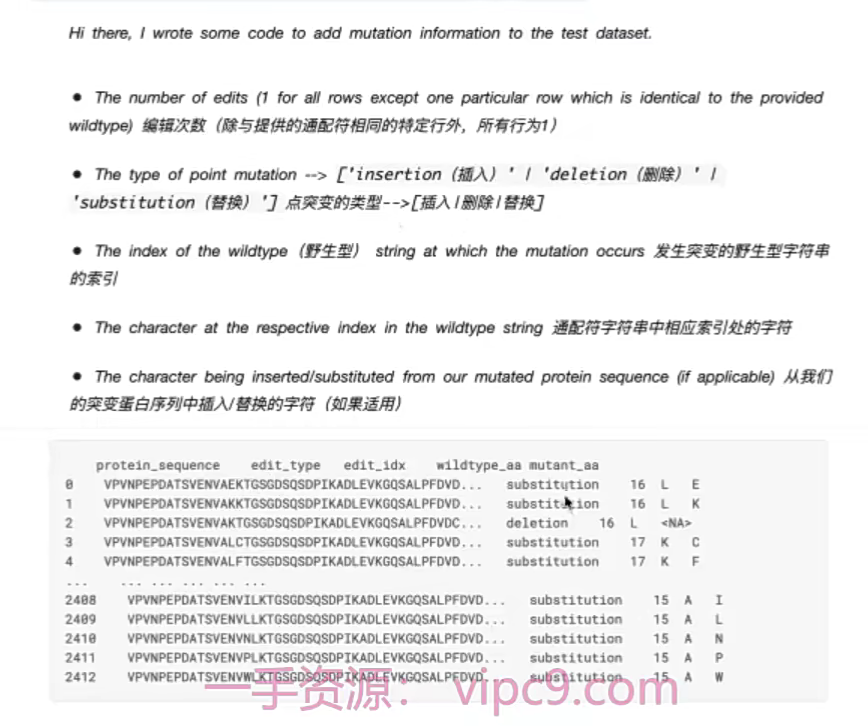 Hi there, I wrote some code to add mutation information to the test dataset.
● The number of edits (1 for all rows except one particular row which is identical to the provided
wildtype) 编辑次数（除与提供的通配符相同的特定行外，所有行为1）
● The type of point mutation --> ['insertion（插入）' | 'deletion（删除）' |
'substitution（替换）'] 点突变的类型-->[插入|删除|替换]
● The index of the wildtype（野生型） string at which the mutation occurs 发生突变的野生型字符串
的索引
● The character at the respective index in the wildtype string 通配符字符串中相应索引处的字符
● The character being inserted/substituted from our mutated protein sequence (if applicable) 从我们
的突变蛋白序列中插入/替换的字符（如果适用）
protein_sequence edit_type edit_idx wildtype_aa mutant_aa
0 VPVNPEPDATSVENVAEKTGSGDSQSDPIKADLEVKGQSALPFDVD... substitution 16 L E
1 VPVNPEPDATSVENVAKKTGSGDSQSDPIKADLEVKGQSALPFDVD... substitution 16 L K
2 VPVNPEPDATSVENVAKTGSGDSQSDPIKADLEVKGQSALPFDVDC... deletion 16 L <NA>
3 VPVNPEPDATSVENVALCTGSGDSQSDPIKADLEVKGQSALPFDVD... substitution 17 K C
4 VPVNPEPDATSVENVALFTGSGDSQSDPIKADLEVKGQSALPFDVD... substitution 17 K F
... ... ... ... ... ...
2408 VPVNPEPDATSVENVILKTGSGDSQSDPIKADLEVKGQSALPFDVD... substitution 15 A I
2409 VPVNPEPDATSVENVLLKTGSGDSQSDPIKADLEVKGQSALPFDVD... substitution 15 A L
2410 VPVNPEPDATSVENVNLKTGSGDSQSDPIKADLEVKGQSALPFDVD... substitution 15 A N
2411 VPVNPEPDATSVENVPLKTGSGDSQSDPIKADLEVKGQSALPFDVD... substitution 15 A P
2412 VPVNPEPDATSVENVWLKTGSGDSQSDPIKADLEVKGQSALPFDVD... substitution 15 A W
一手资源： vipc9.com